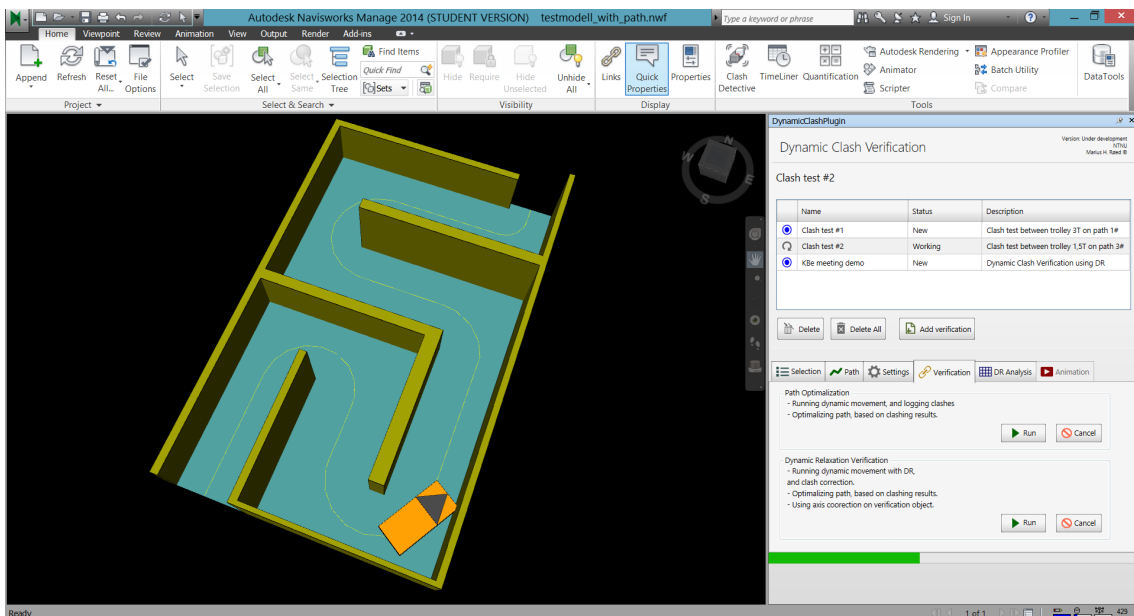 Autodesk Navisworks Manage 2014 (STUDENT VERSION) testmodell_with_path.nwf
Type a keyword or phrase
Sign In
Home Viewpoint Review Animation View Output Render Add-ins
Append Refresh Reset All... File Options
Project
Select Save Selection Select All Select Same Selection Tree
Find Items
Quick Find
Sets
Select & Search
Hide Require Hide Unselected Unhide All
Visibility
Links Quick Properties Properties
Display
Clash Detective TimeLiner Quantification
Autodesk Rendering
Animator
Scripter
Appearance Profiler
Batch Utility
Compare
DataTools
Tools
N
W
E
S
DynamicClashPlugin
Dynamic Clash Verification
Version: Under development
NTNU
Marius H. Røed ©
Clash test #2
Name Status Description
Clash test #1 New Clash test between trolley 3T on path 1#
Clash test #2 Working Clash test between trolley 1,5T on path 3#
KBe meeting demo New Dynamic Clash Verification using DR
Delete Delete All Add verification
Selection Path Settings Verification DR Analysis Animation
Path Optimalization
- Running dynamic movement, and logging clashes
- Optimalizing path, based on clashing results.
Run Cancel
Dynamic Relaxation Verification
- Running dynamic movement with DR,
and clash correction.
- Optimalizing path, based on clashing results.
- Using axis coorection on verification object.
Run Cancel
Ready
1 of 1
429